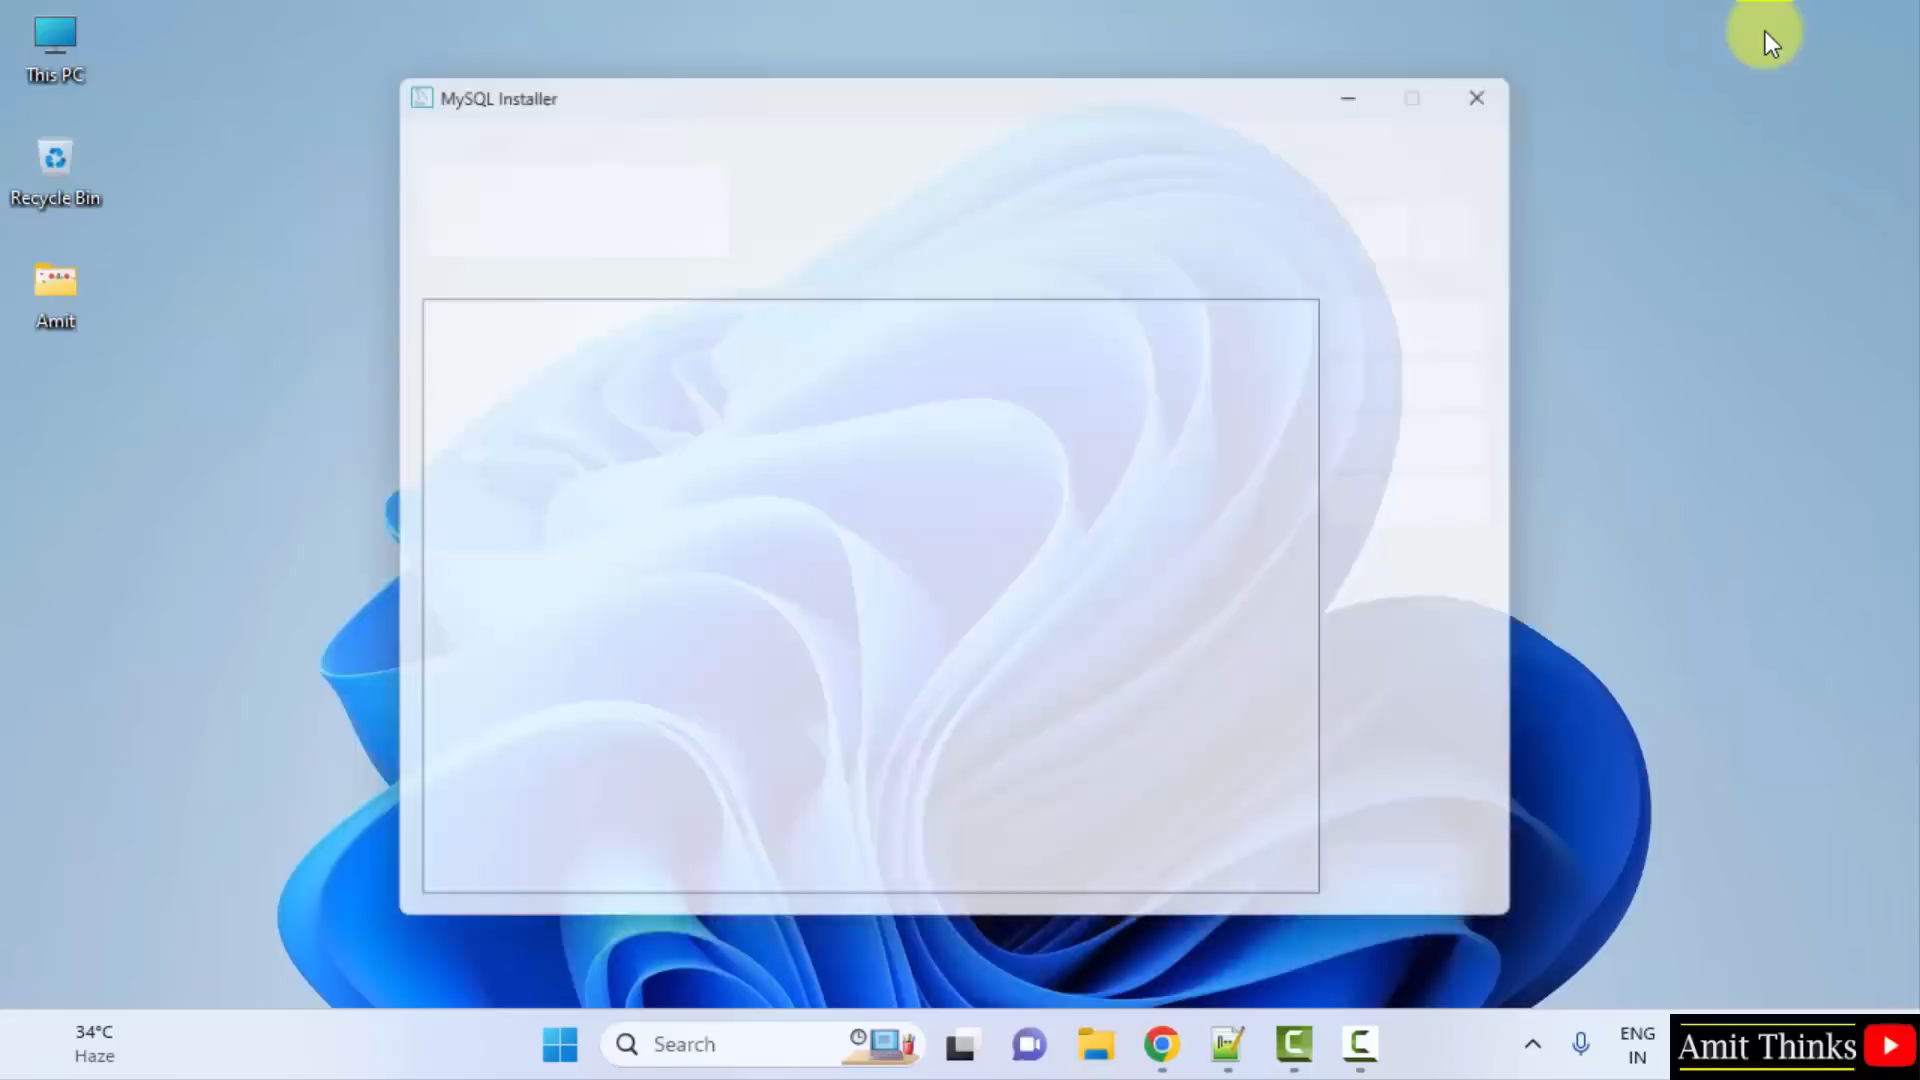 This PC
MySQL Installer
Recycle Bin
Amit
34°C
Haze
Search
ENG
IN
Amit Thinks